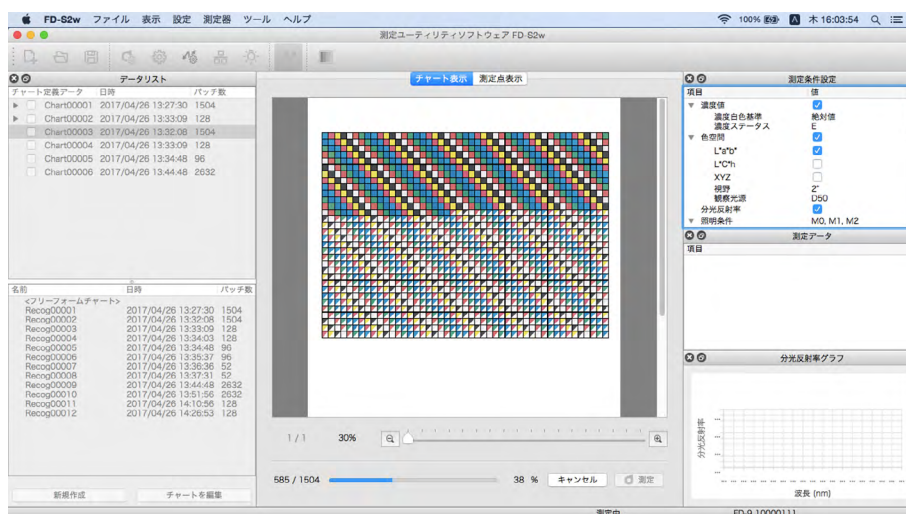 FD-S2w ファイル 表示 設定 測定器 ツール ヘルプ 100% A 木 16:03:54
測定ユーティリティソフトウェア FD-S2w
データリスト
チャート定義データ 日時 パッチ数
Chart00001 2017/04/26 13:27:30 1504
Chart00002 2017/04/26 13:33:09 128
Chart00003 2017/04/26 13:32:08 1504
Chart00004 2017/04/26 13:33:09 128
Chart00005 2017/04/26 13:34:48 96
Chart00006 2017/04/26 13:44:48 2632
名前 日時 パッチ数
<フリーフォームチャート>
Recog00001 2017/04/26 13:27:30 1504
Recog00002 2017/04/26 13:32:08 1504
Recog00003 2017/04/26 13:33:09 128
Recog00004 2017/04/26 13:34:03 128
Recog00005 2017/04/26 13:34:48 96
Recog00006 2017/04/26 13:35:37 96
Recog00007 2017/04/26 13:36:36 52
Recog00008 2017/04/26 13:37:31 52
Recog00009 2017/04/26 13:44:48 2632
Recog00010 2017/04/26 13:51:56 2632
Recog00011 2017/04/26 14:10:56 128
Recog00012 2017/04/26 14:26:53 128
新規作成 チャートを編集
チャート表示 測定点表示
1 / 1 30%
585 / 1504 38 % キャンセル 測定
測定条件設定
項目 値
濃度値
濃度白色基準 絶対値
濃度ステータス E
色空間
L*a*b*
L*C*h
XYZ
視野 2°
観察光源 D50
分光反射率
照明条件 M0, M1, M2
測定データ
項目
分光反射率グラフ
分光反射率
波長 (nm)
測定中 FD-9 10000111